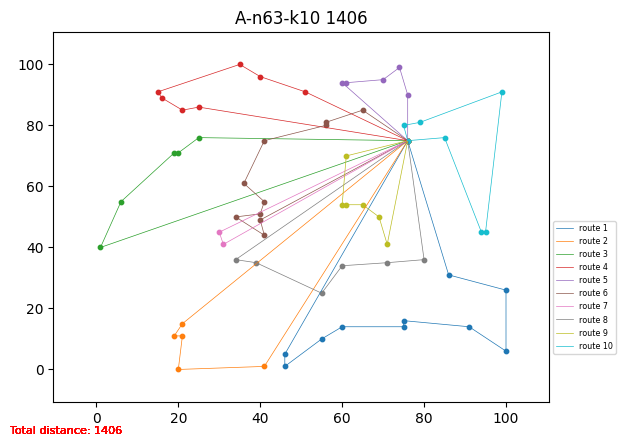 A-n63-k10 1406
100
80
60
40
20
0
0 20 40 60 80 100
route 1
route 2
route 3
route 4
route 5
route 6
route 7
route 8
route 9
route 10
Total distance: 1406